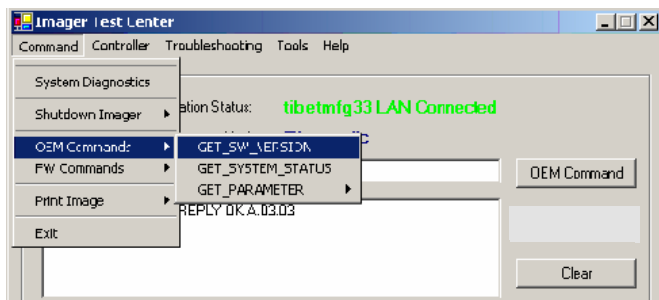 Imager Test Center
Command Controller Troubleshooting Tools Help
System Diagnostics
Shutdown Imager
ation Status: tibetmfg33 LAN Connected
OEM Commands
GET_SW_VERSION
FW Commands
GET_SYSTEM_STATUS
OEM Command
GET_PARAMETER
Print Image
REPLY OK A.03.03
Exit
Clear